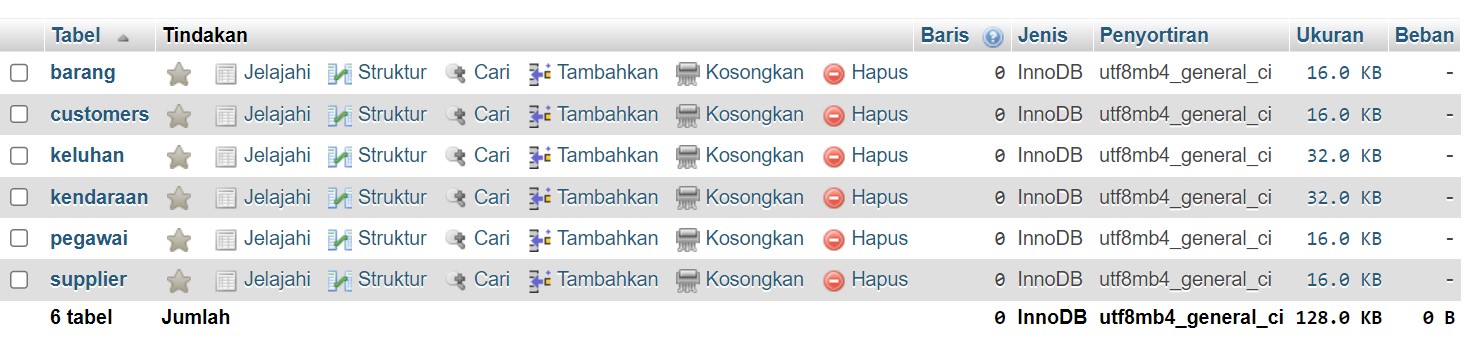 Tabel Tindakan Baris Jenis Penyortiran Ukuran Beban
barang Jelajahi Struktur Cari Tambahkan Kosongkan Hapus 0 InnoDB utf8mb4_general_ci 16.0 KB -
customers Jelajahi Struktur Cari Tambahkan Kosongkan Hapus 0 InnoDB utf8mb4_general_ci 16.0 KB -
keluhan Jelajahi Struktur Cari Tambahkan Kosongkan Hapus 0 InnoDB utf8mb4_general_ci 32.0 KB -
kendaraan Jelajahi Struktur Cari Tambahkan Kosongkan Hapus 0 InnoDB utf8mb4_general_ci 32.0 KB -
pegawai Jelajahi Struktur Cari Tambahkan Kosongkan Hapus 0 InnoDB utf8mb4_general_ci 16.0 KB -
supplier Jelajahi Struktur Cari Tambahkan Kosongkan Hapus 0 InnoDB utf8mb4_general_ci 16.0 KB -
6 tabel Jumlah 0 InnoDB utf8mb4_general_ci 128.0 KB 0 B